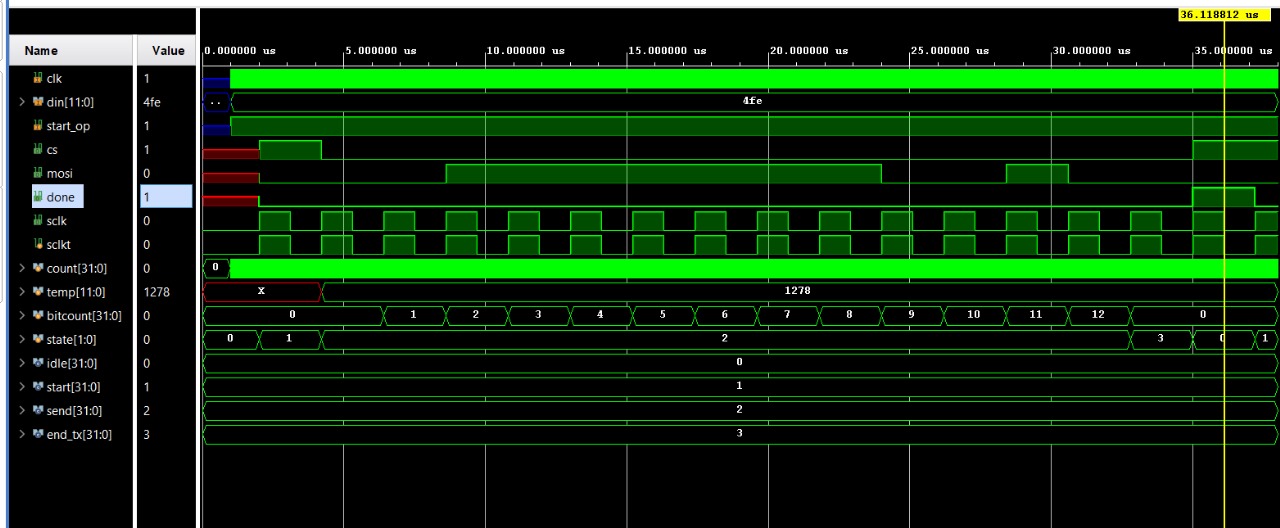 36.118812 us
Name Value 0.000000 us 5.000000 us 10.000000 us 15.000000 us 20.000000 us 25.000000 us 30.000000 us 35.000000 us
clk 1
din[11:0] 4fe .. 4fe
start_op 1
cs 1
mosi 0
done 1
sclk 0
sclkt 0
count[31:0] 0 0
temp[11:0] 1278 X 1278
bitcount[31:0] 0 0 1 2 3 4 5 6 7 8 9 10 11 12 0
state[1:0] 0 0 1 2 3 0 1
idle[31:0] 0 0
start[31:0] 1 1
send[31:0] 2 2
end_tx[31:0] 3 3